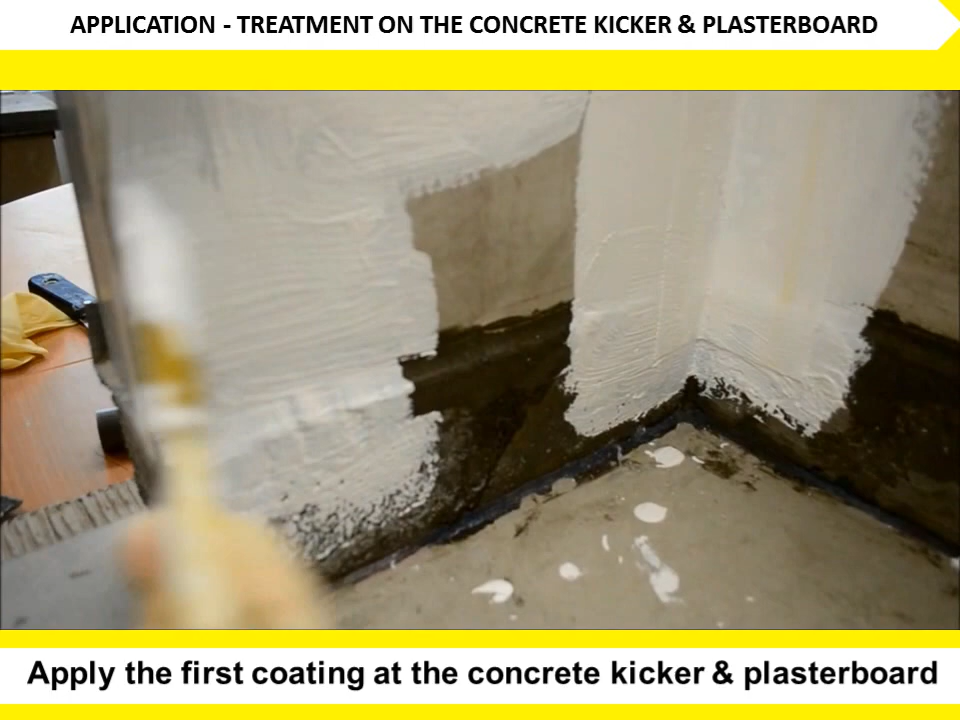 APPLICATION - TREATMENT ON THE CONCRETE KICKER & PLASTERBOARD
Apply the first coating at the concrete kicker & plasterboard